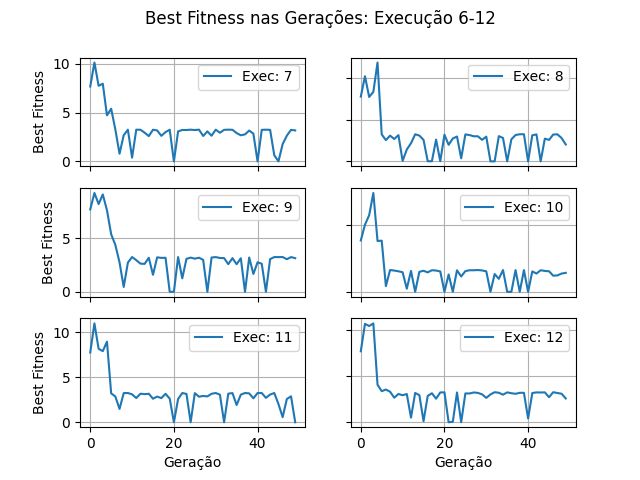 Best Fitness nas Gerações: Execução 6-12
10
5
0
Best Fitness
Exec: 7
Exec: 8
5
0
Best Fitness
Exec: 9
Exec: 10
10
5
0
Best Fitness
Exec: 11
Exec: 12
0 20 40
0 20 40
Geração
Geração